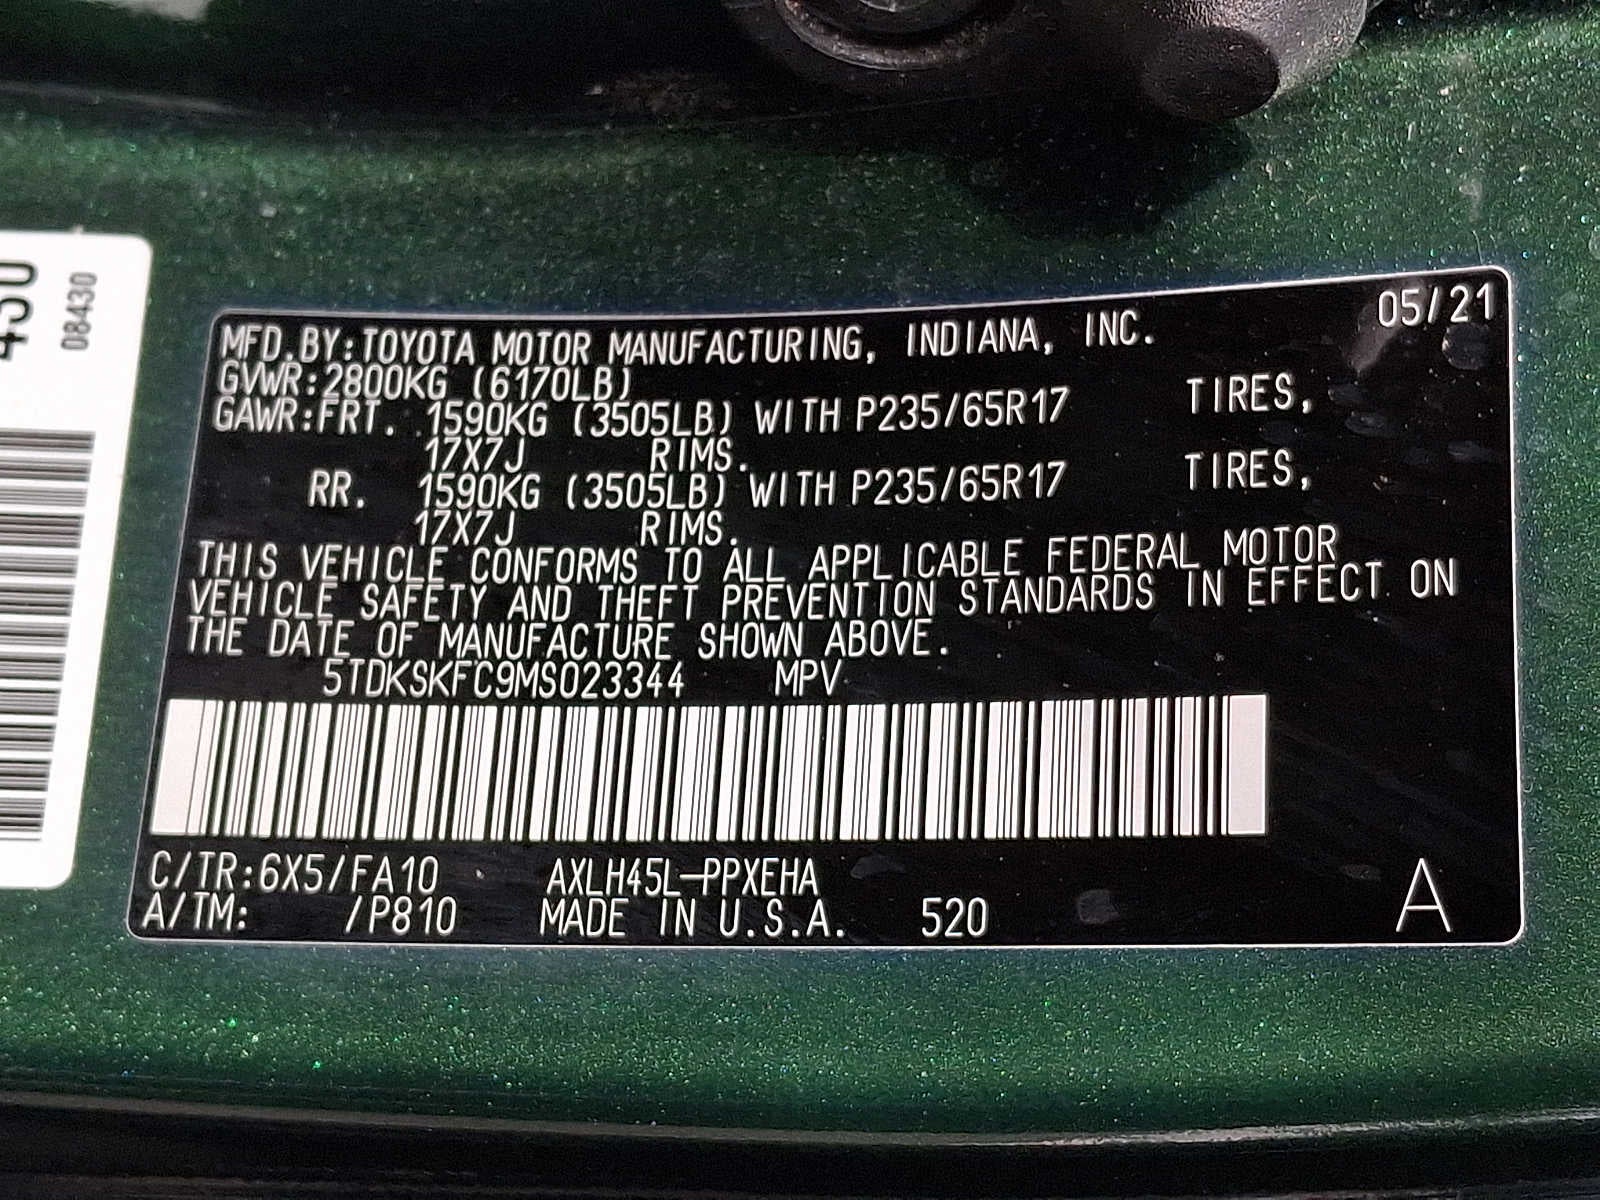 05/21
MFD.BY:TOYOTA MOTOR MANUFACTURING, INDIANA, INC.
GVWR:2800KG (6170LB)
GAWR:FRT. 1590KG (3505LB) WITH P235/65R17 TIRES,
17X7J RIMS.
RR. 1590KG (3505LB) WITH P235/65R17 TIRES,
17X7J RIMS.
THIS VEHICLE CONFORMS TO ALL APPLICABLE FEDERAL MOTOR
VEHICLE SAFETY AND THEFT PREVENTION STANDARDS IN EFFECT ON
THE DATE OF MANUFACTURE SHOWN ABOVE.
5TDKSKFC9MS023344 MPV
C/TR:6X5/FA10 AXLH45L-PPXEHA
A/TM: /P810 MADE IN U.S.A. 520
A
08430